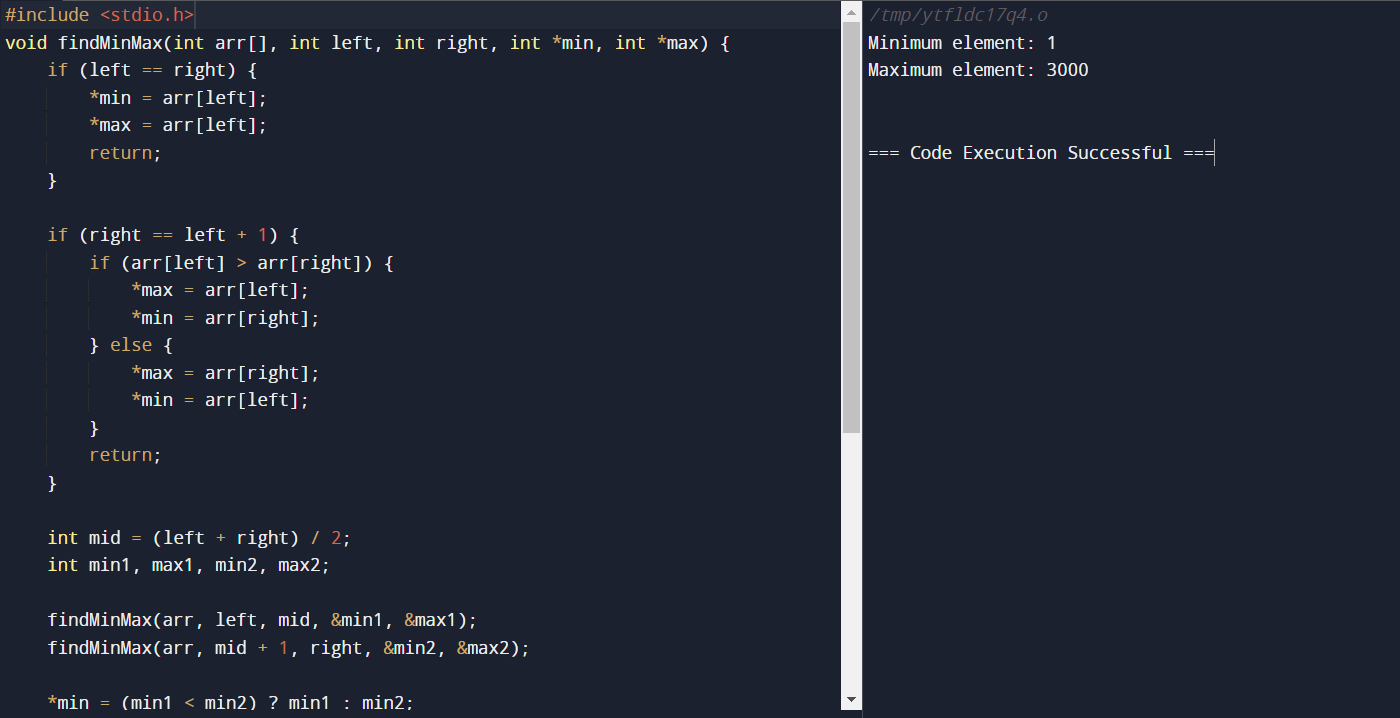 #include <stdio.h>
void findMinMax(int arr[], int left, int right, int *min, int *max) {
    if (left == right) {
        *min = arr[left];
        *max = arr[left];
        return;
    }

    if (right == left + 1) {
        if (arr[left] > arr[right]) {
            *max = arr[left];
            *min = arr[right];
        } else {
            *max = arr[right];
            *min = arr[left];
        }
        return;
    }

    int mid = (left + right) / 2;
    int min1, max1, min2, max2;

    findMinMax(arr, left, mid, &min1, &max1);
    findMinMax(arr, mid + 1, right, &min2, &max2);

    *min = (min1 < min2) ? min1 : min2;
/tmp/ytfldc17q4.o
Minimum element: 1
Maximum element: 3000


=== Code Execution Successful ===